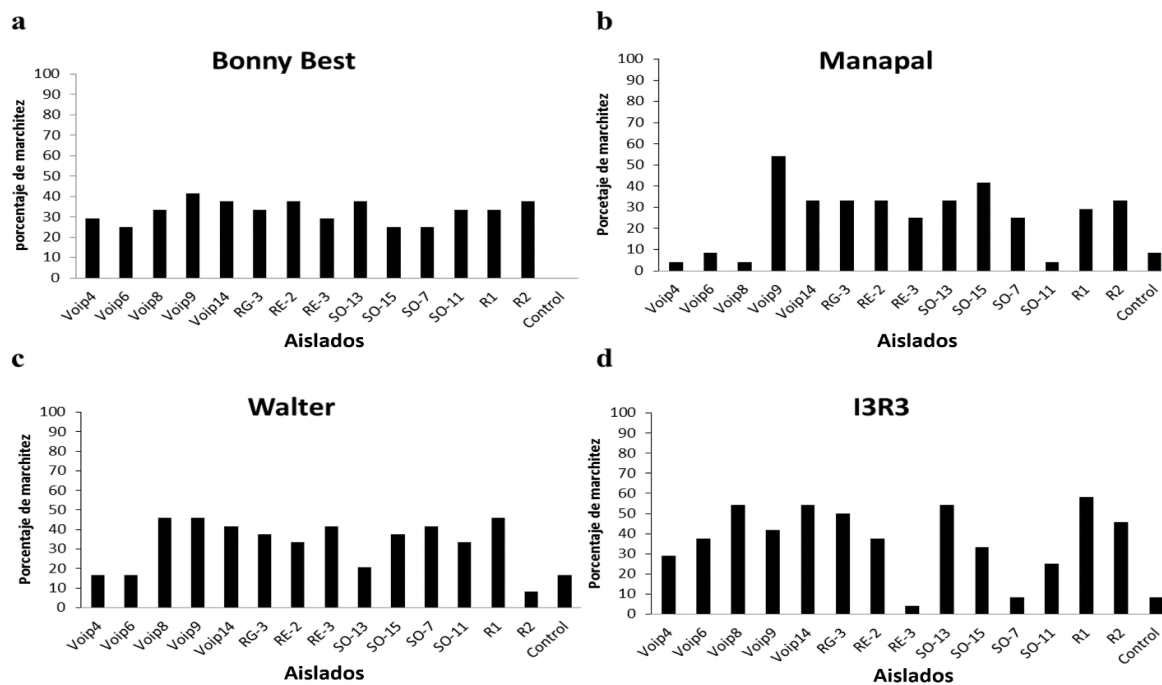 a
Bonny Best
porcentaje de marchitez
100
90
80
70
60
50
40
30
20
10
0
Voip4 Voip6 Voip8 Voip9 Voip14 RG-3 RE-2 RE-3 SO-13 SO-15 SO-7 SO-11 R1 R2 Control
Aislados
b
Manapal
Porcetaje de marchitez
100
90
80
70
60
50
40
30
20
10
0
Voip4 Voip6 Voip8 Voip9 Voip14 RG-3 RE-2 RE-3 SO-13 SO-15 SO-7 SO-11 R1 R2 Control
Aislados
c
Walter
Porcentaje de marchitez
100
90
80
70
60
50
40
30
20
10
0
Voip4 Voip6 Voip8 Voip9 Voip14 RG-3 RE-2 RE-3 SO-13 SO-15 SO-7 SO-11 R1 R2 Control
Aislados
d
I3R3
Porcentaje de marchitez
100
90
80
70
60
50
40
30
20
10
0
Voip4 Voip6 Voip8 Voip9 Voip14 RG-3 RE-2 RE-3 SO-13 SO-15 SO-7 SO-11 R1 R2 Control
Aislados